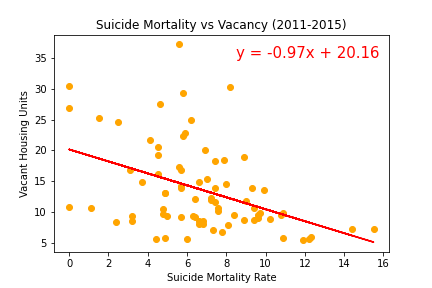 Suicide Mortality vs Vacancy (2011-2015)
y = -0.97x + 20.16
Vacant Housing Units
35
30
25
20
15
10
5
0 2 4 6 8 10 12 14 16
Suicide Mortality Rate